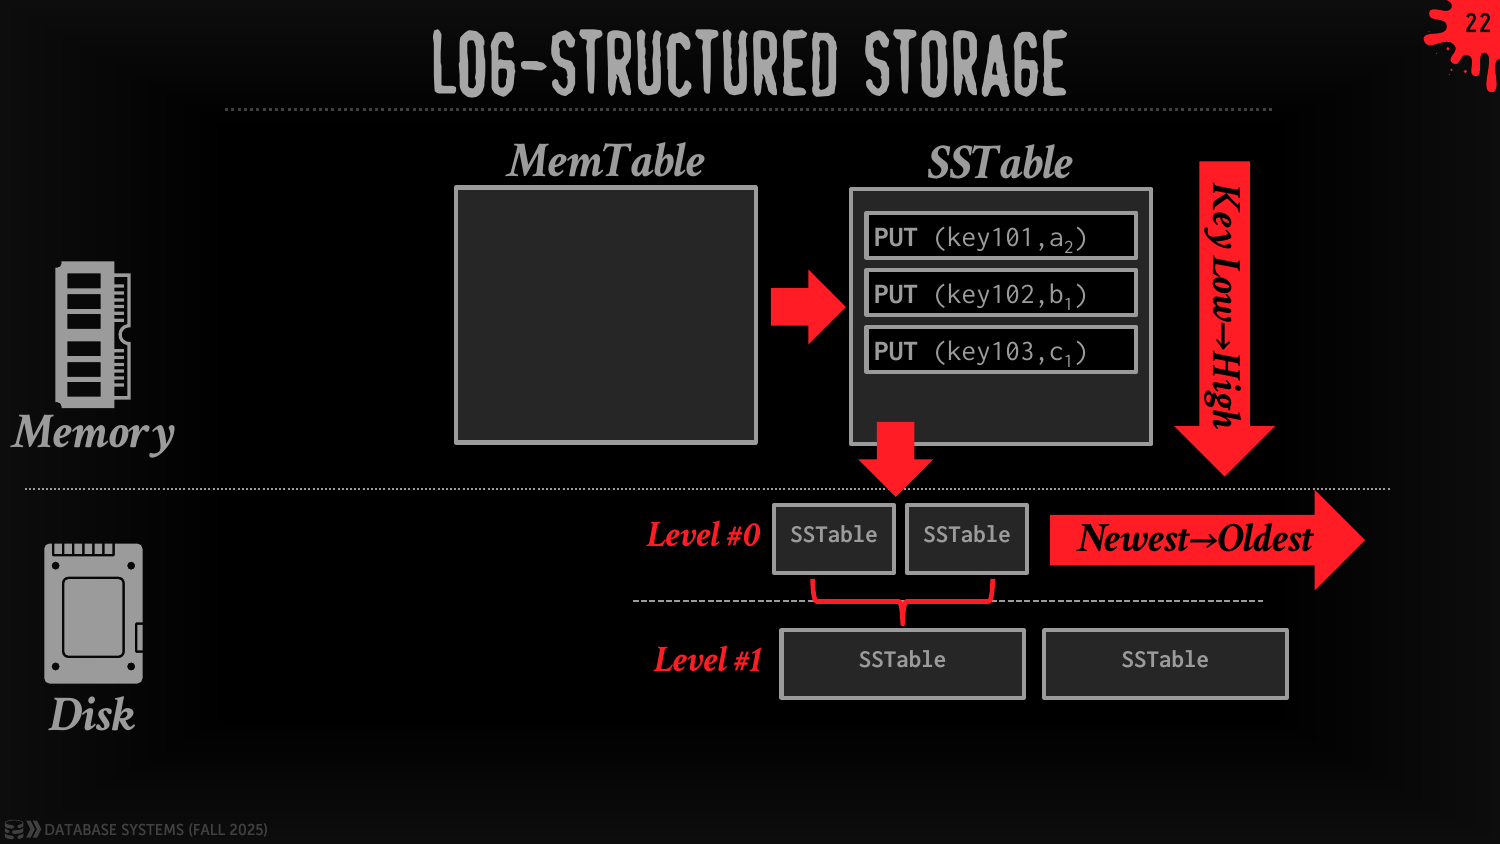 22
LOG-STRUCTURED STORAGE
MemTable
SSTable
PUT (key101,a₂)
PUT (key102,b₁)
PUT (key103,c₁)
Key Low→High
Memory
Level #0
SSTable
SSTable
Newest→Oldest
Level #1
SSTable
SSTable
Disk
DATABASE SYSTEMS (FALL 2025)